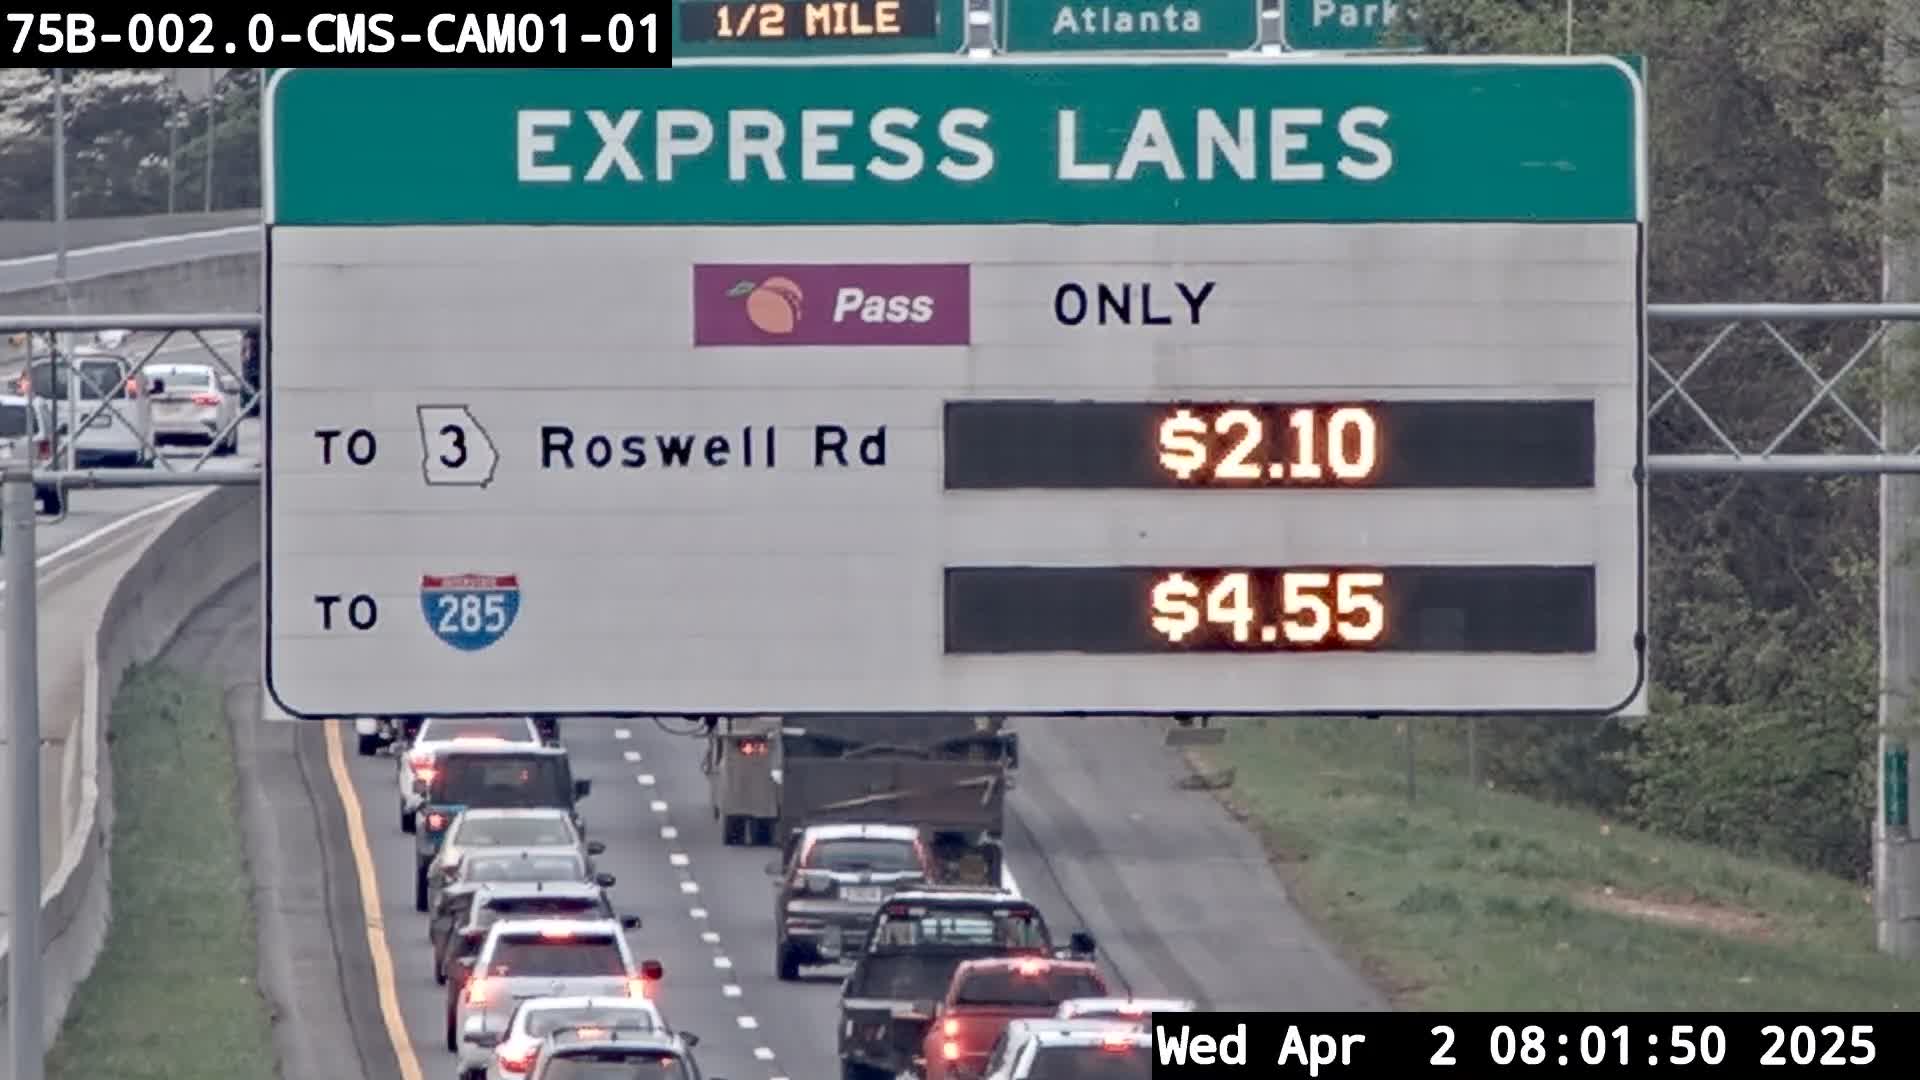 75B-002.0-CMS-CAM01-01
1/2 MILE
Atlanta
Park
EXPRESS LANES
Pass ONLY
TO 3 Roswell Rd $2.10
TO INTERSTATE 285 $4.55
Wed Apr 2 08:01:50 2025